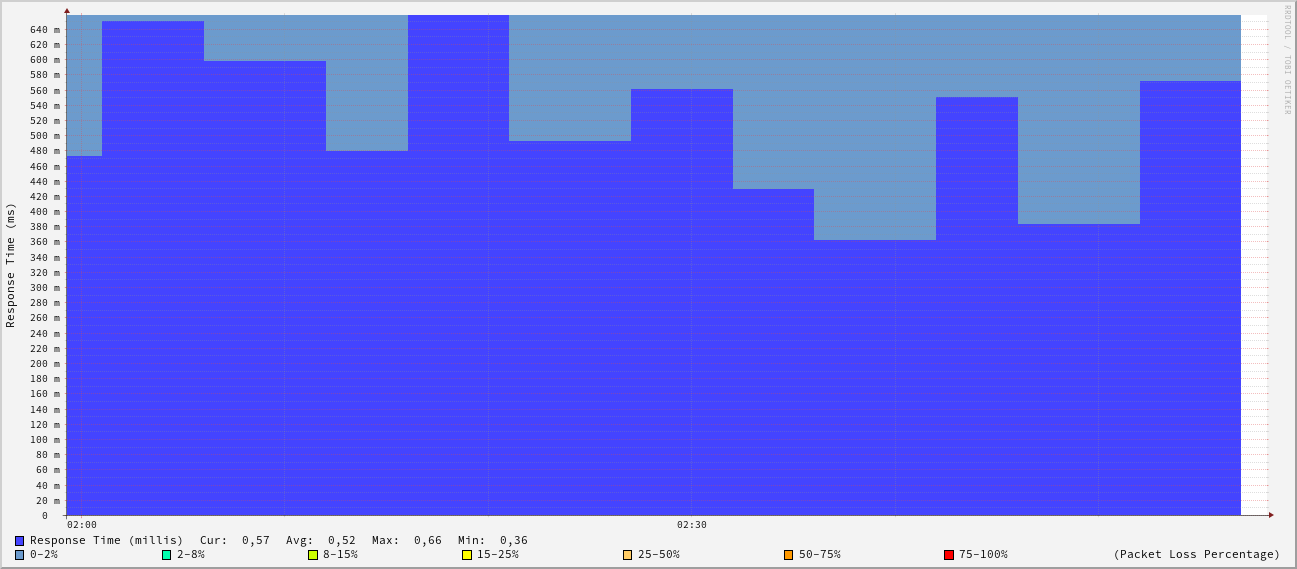 RRDTOOL / TOBI OETIKER
Response Time (ms)
640 m
620 m
600 m
580 m
560 m
540 m
520 m
500 m
480 m
460 m
440 m
420 m
400 m
380 m
360 m
340 m
320 m
300 m
280 m
260 m
240 m
220 m
200 m
180 m
160 m
140 m
120 m
100 m
80 m
60 m
40 m
20 m
0
02:00 02:30
Response Time (millis) Cur: 0,57 Avg: 0,52 Max: 0,66 Min: 0,36
0-2% 2-8% 8-15% 15-25% 25-50% 50-75% 75-100% (Packet Loss Percentage)